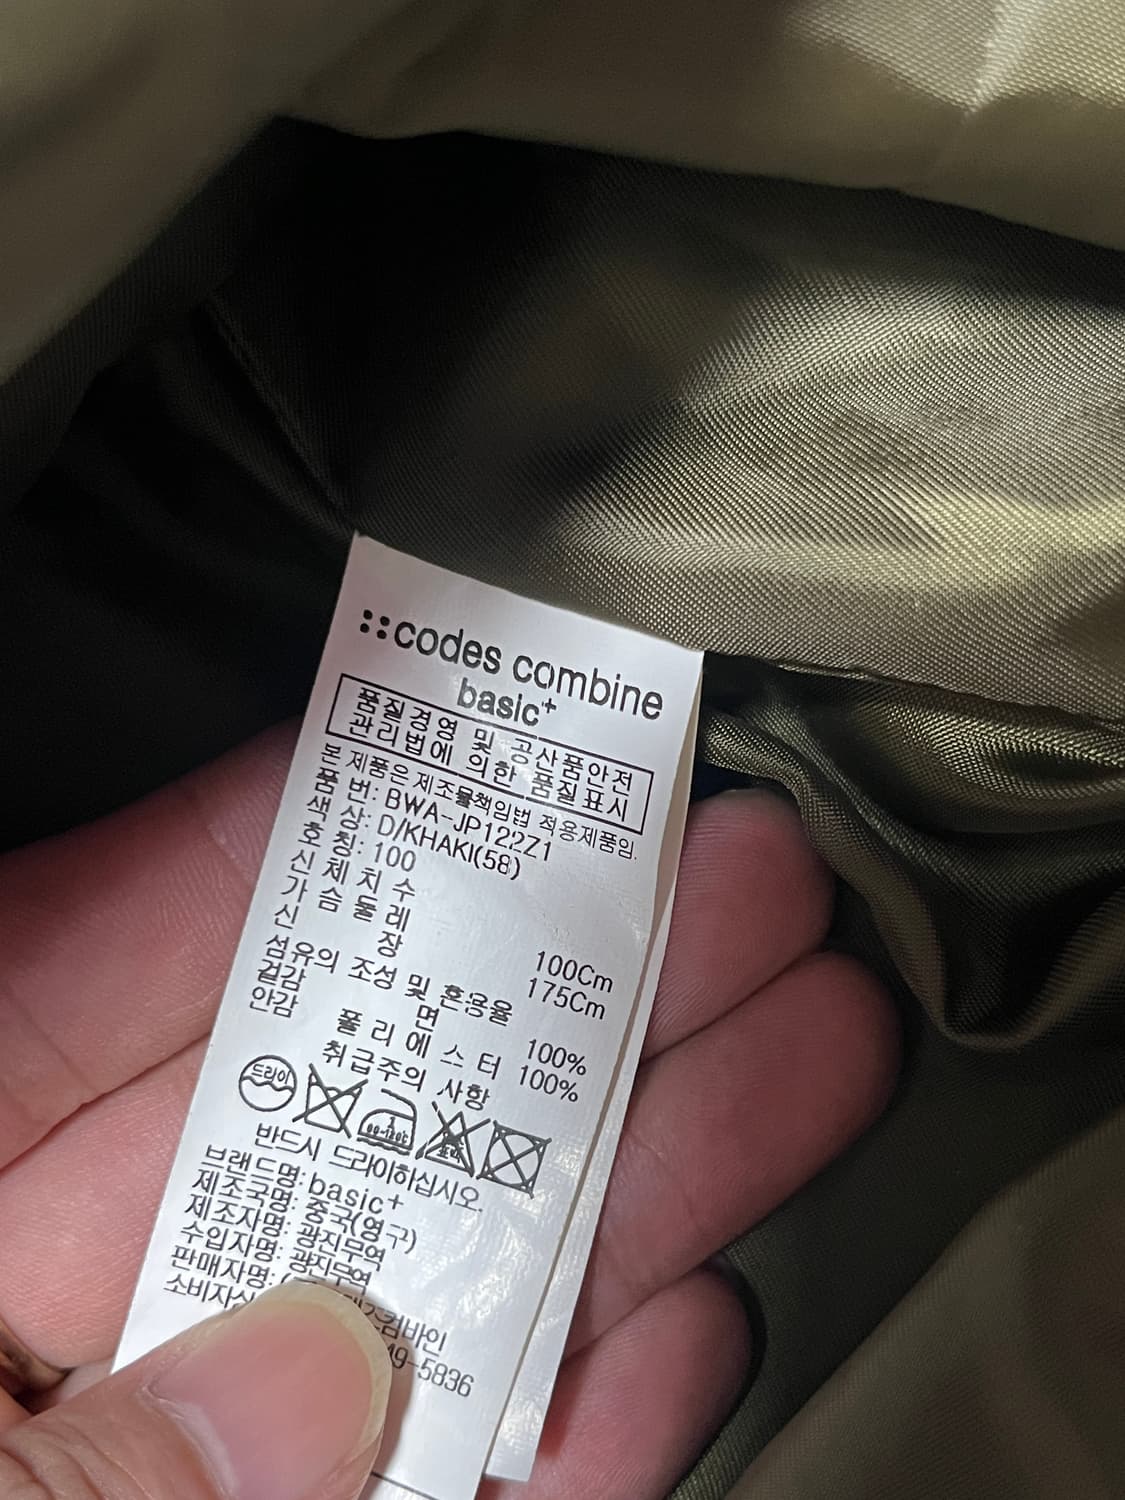 codes combine
basic+
품질경영 및 공산품안전
관리법에 의한 품질표시
본 제품은 제조물책임법 적용제품임.
품 번: BWA-JP122Z1
색 상: D/KHAKI(58)
호 칭: 100
신 체 치 수
가 슴 둘 레 100Cm
신 장 175Cm
섬유의 조성 및 혼용율
겉감 면 100%
안감 폴 리 에 스 터 100%
취급주의 사항
드라이
반드시 드라이하십시오.
브랜드명: basic+
제조국명: 중국(영구)
제조자명: 광진무역
수입자명: 광진무역
판매자명: 컴바인
49-5836